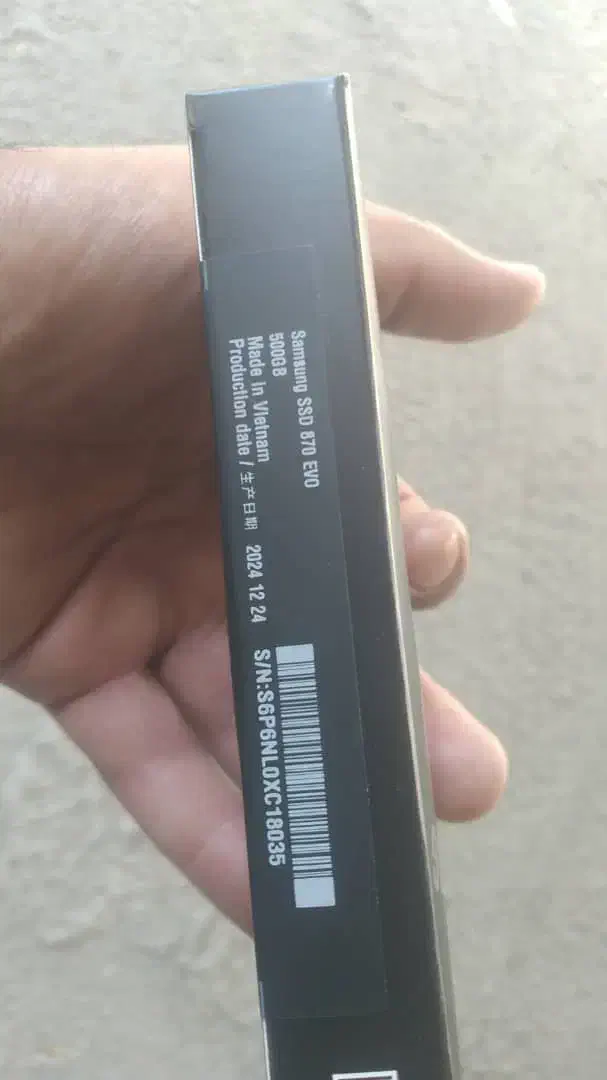 Samsung SSD 870 EVO
500GB
Made in Vietnam
Production date / 生产日期 2024 12 24
S/N:S6P6NL0XC18035